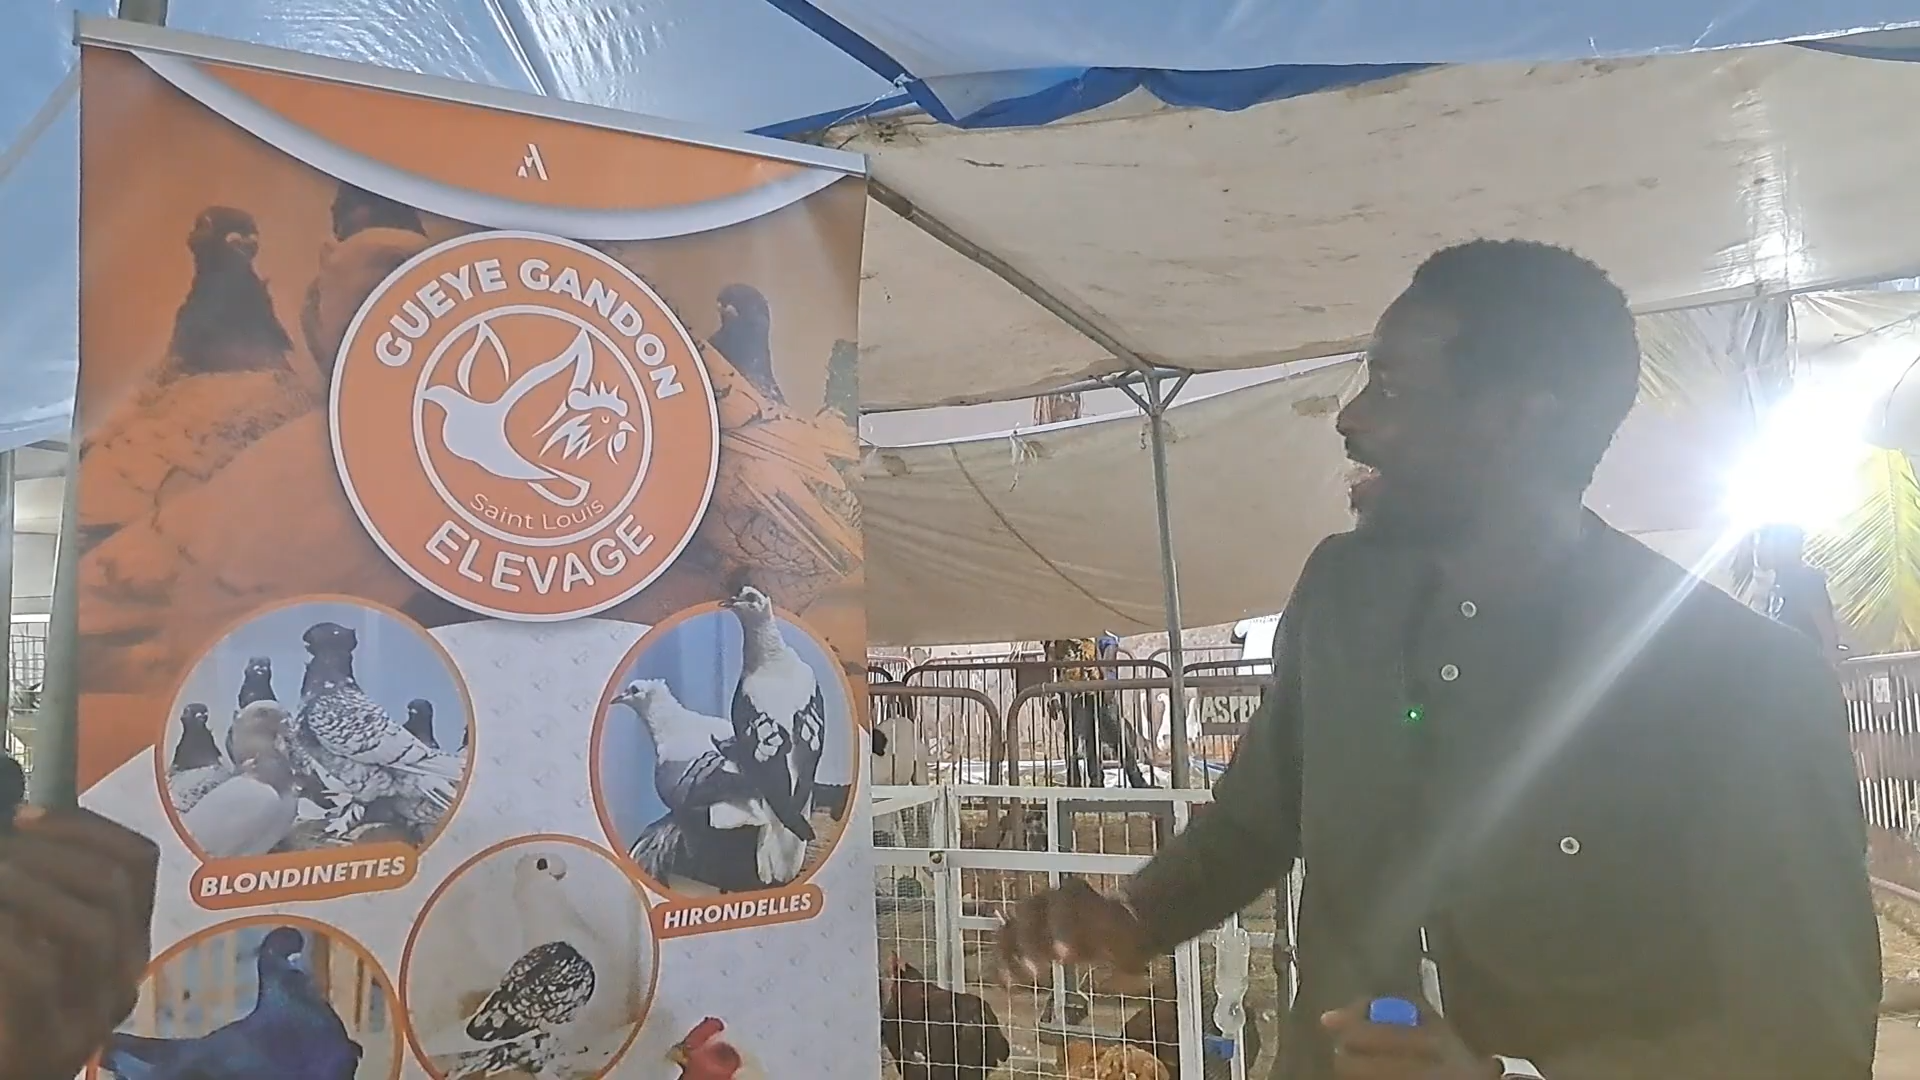 GUEYE GANDON
Saint Louis
ELEVAGE
BLONDINETTES
HIRONDELLES